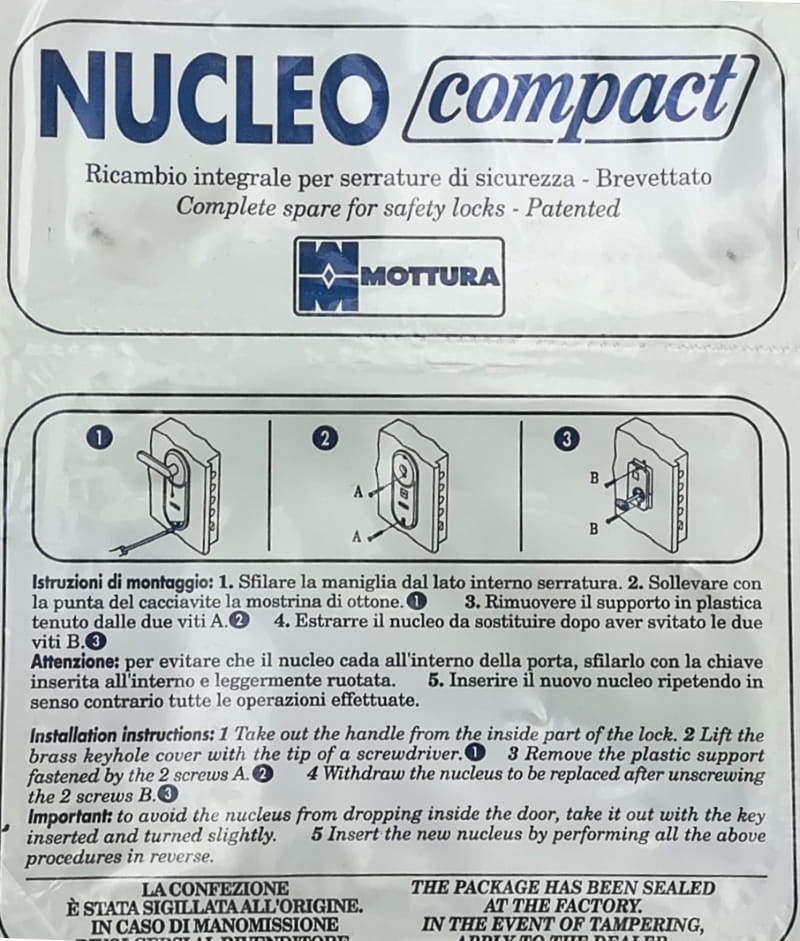 NUCLEO compact
Ricambio integrale per serrature di sicurezza - Brevettato
Complete spare for safety locks - Patented
MOTTURA
1 2 3
A
A
B
B
Istruzioni di montaggio: 1. Sfilare la maniglia dal lato interno serratura. 2. Sollevare con
la punta del cacciavite la mostrina di ottone. 1 3. Rimuovere il supporto in plastica
tenuto dalle due viti A. 2 4. Estrarre il nucleo da sostituire dopo aver svitato le due
viti B. 3
Attenzione: per evitare che il nucleo cada all'interno della porta, sfilarlo con la chiave
inserita all'interno e leggermente ruotata. 5. Inserire il nuovo nucleo ripetendo in
senso contrario tutte le operazioni effettuate.
Installation instructions: 1 Take out the handle from the inside part of the lock. 2 Lift the
brass keyhole cover with the tip of a screwdriver. 1 3 Remove the plastic support
fastened by the 2 screws A. 2 4 Withdraw the nucleus to be replaced after unscrewing
the 2 screws B. 3
Important: to avoid the nucleus from dropping inside the door, take it out with the key
inserted and turned slightly. 5 Insert the new nucleus by performing all the above
procedures in reverse.
LA CONFEZIONE
È STATA SIGILLATA ALL'ORIGINE.
IN CASO DI MANOMISSIONE
THE PACKAGE HAS BEEN SEALED
AT THE FACTORY.
IN THE EVENT OF TAMPERING,
APPLY TO THE DEALER